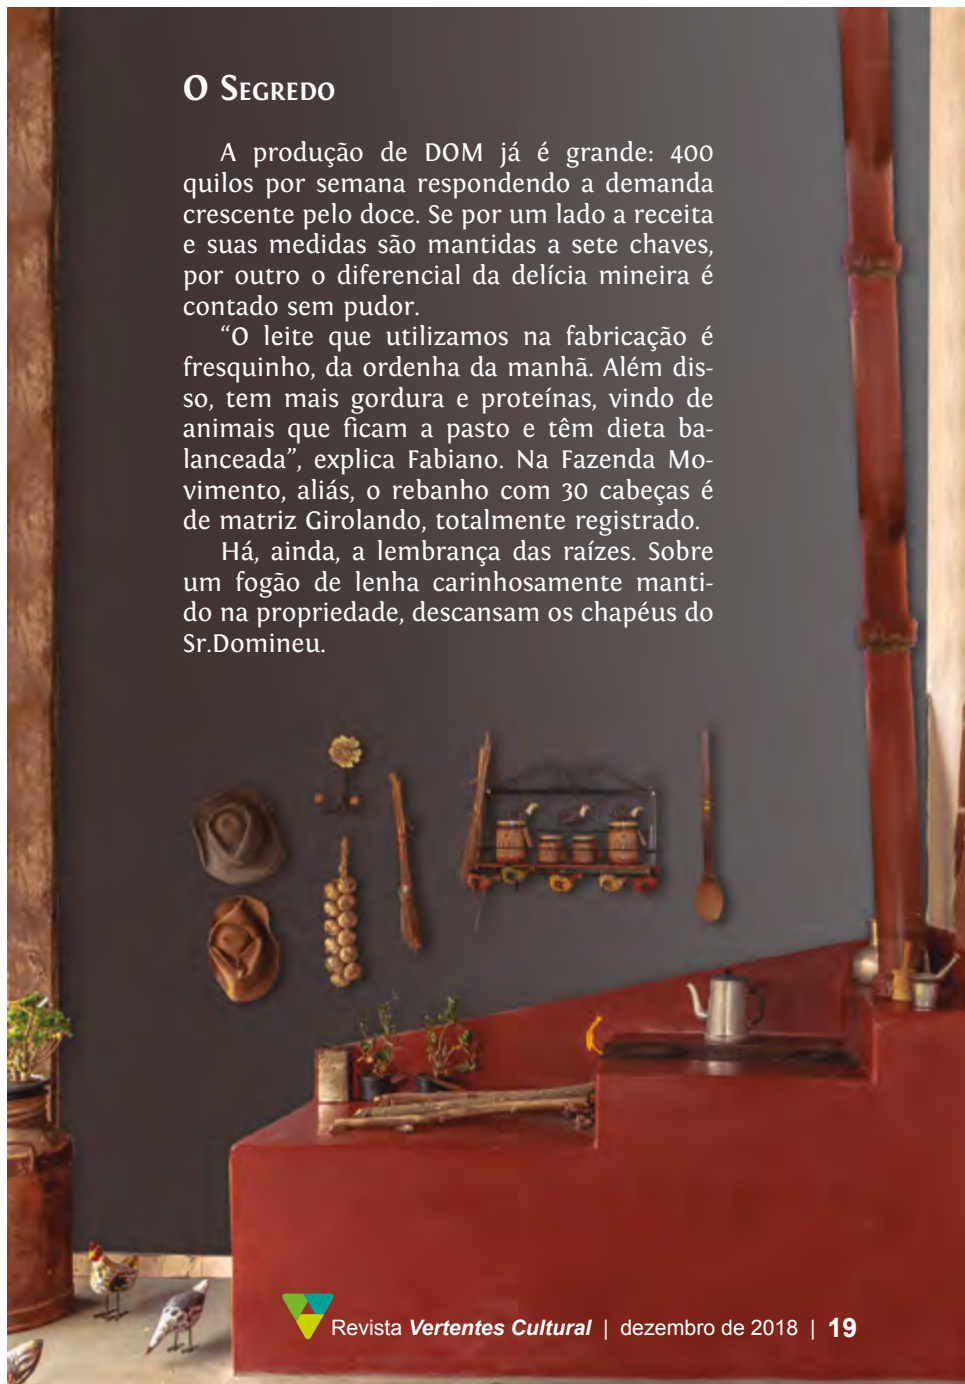 O Segredo
A produção de DOM já é grande: 400
quilos por semana respondendo a demanda
crescente pelo doce. Se por um lado a receita
e suas medidas são mantidas a sete chaves,
por outro o diferencial da delícia mineira é
contado sem pudor.
“O leite que utilizamos na fabricação é
fresquinho, da ordenha da manhã. Além dis-
so, tem mais gordura e proteínas, vindo de
animais que ficam a pasto e têm dieta ba-
lanceada”, explica Fabiano. Na Fazenda Mo-
vimento, aliás, o rebanho com 30 cabeças é
de matriz Girolando, totalmente registrado.
Há, ainda, a lembrança das raízes. Sobre
um fogão de lenha carinhosamente manti-
do na propriedade, descansam os chapéus do
Sr.Domineu.
Revista Vertentes Cultural | dezembro de 2018 | 19